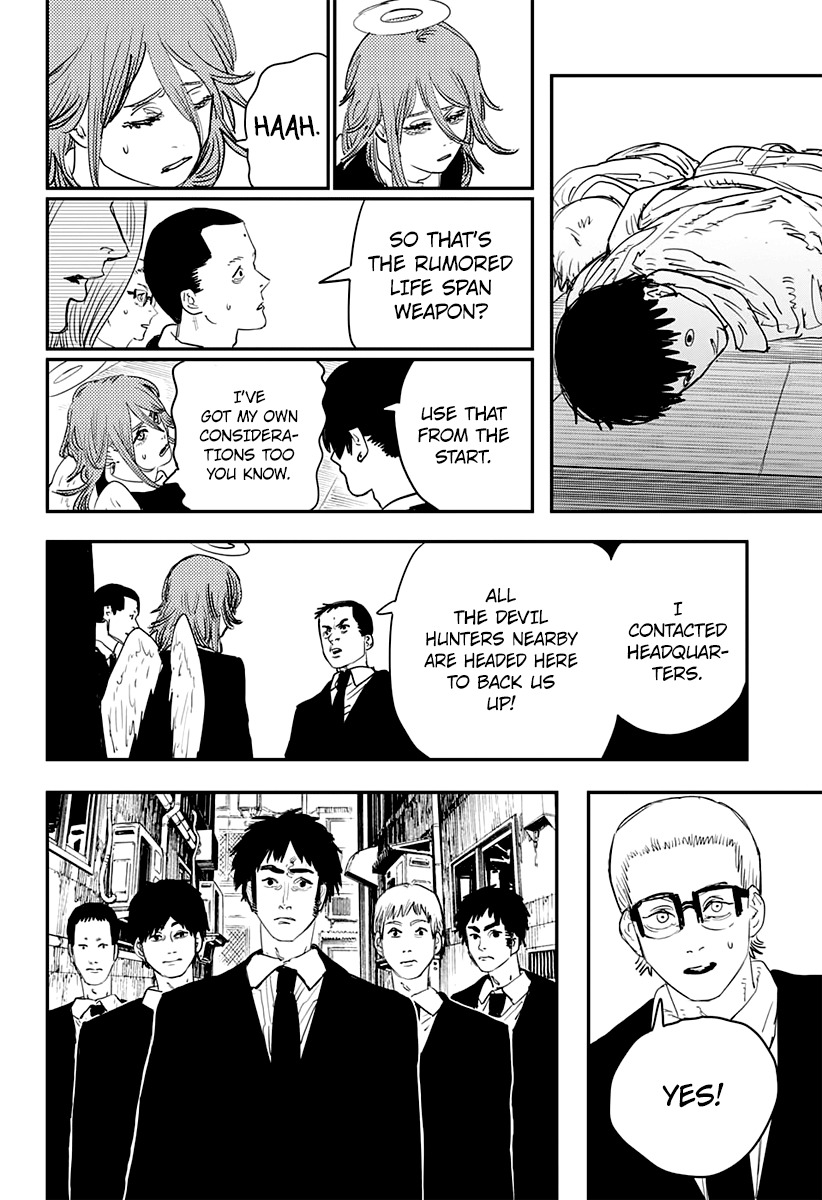 HAAH.
SO THAT'S
THE RUMORED
LIFE SPAN
WEAPON?
USE THAT
FROM THE
START.
I'VE
GOT MY OWN
CONSIDERA-
TIONS TOO
YOU KNOW.
I
CONTACTED
HEADQUAR-
TERS.
ALL
THE DEVIL
HUNTERS NEARBY
ARE HEADED HERE
TO BACK US
UP!
YES!